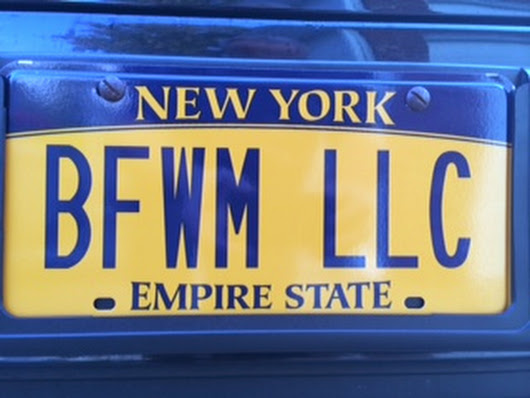 NEW YORK
BFWM LLC
EMPIRE STATE